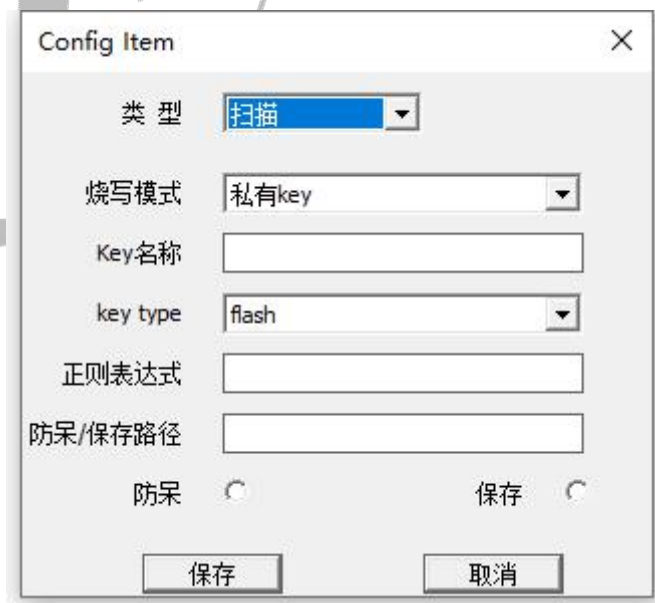 Config Item
类 型 扫描
烧写模式 私有key
Key名称
key type flash
正则表达式
防呆/保存路径
防呆 保存
保存 取消